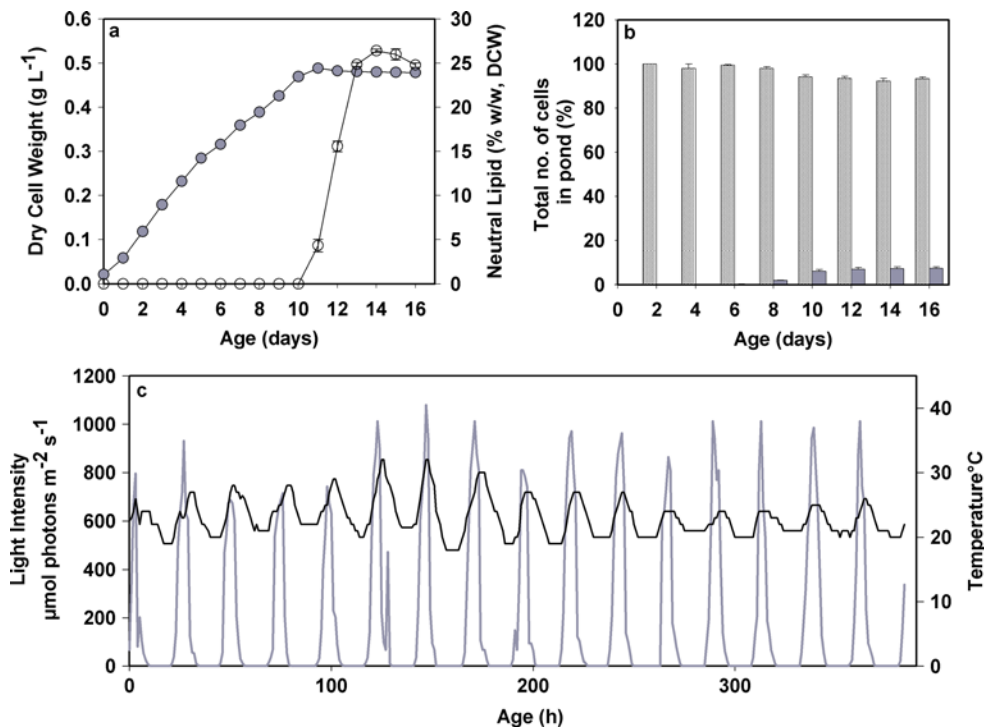 a
0.6
0.5
0.4
0.3
0.2
0.1
0.0
30
25
20
15
10
5
0
0 2 4 6 8 10 12 14 16
Dry Cell Weight (g L⁻¹)
Neutral Lipid (% w/w, DCW)
Age (days)
b
120
100
80
60
40
20
0
0 2 4 6 8 10 12 14 16
Total no. of cells
in pond (%)
Age (days)
c
1200
1000
800
600
400
200
0
40
30
20
10
0
0 100 200 300
Light Intensity
µmol photons m⁻² s⁻¹
Temperature°C
Age (h)